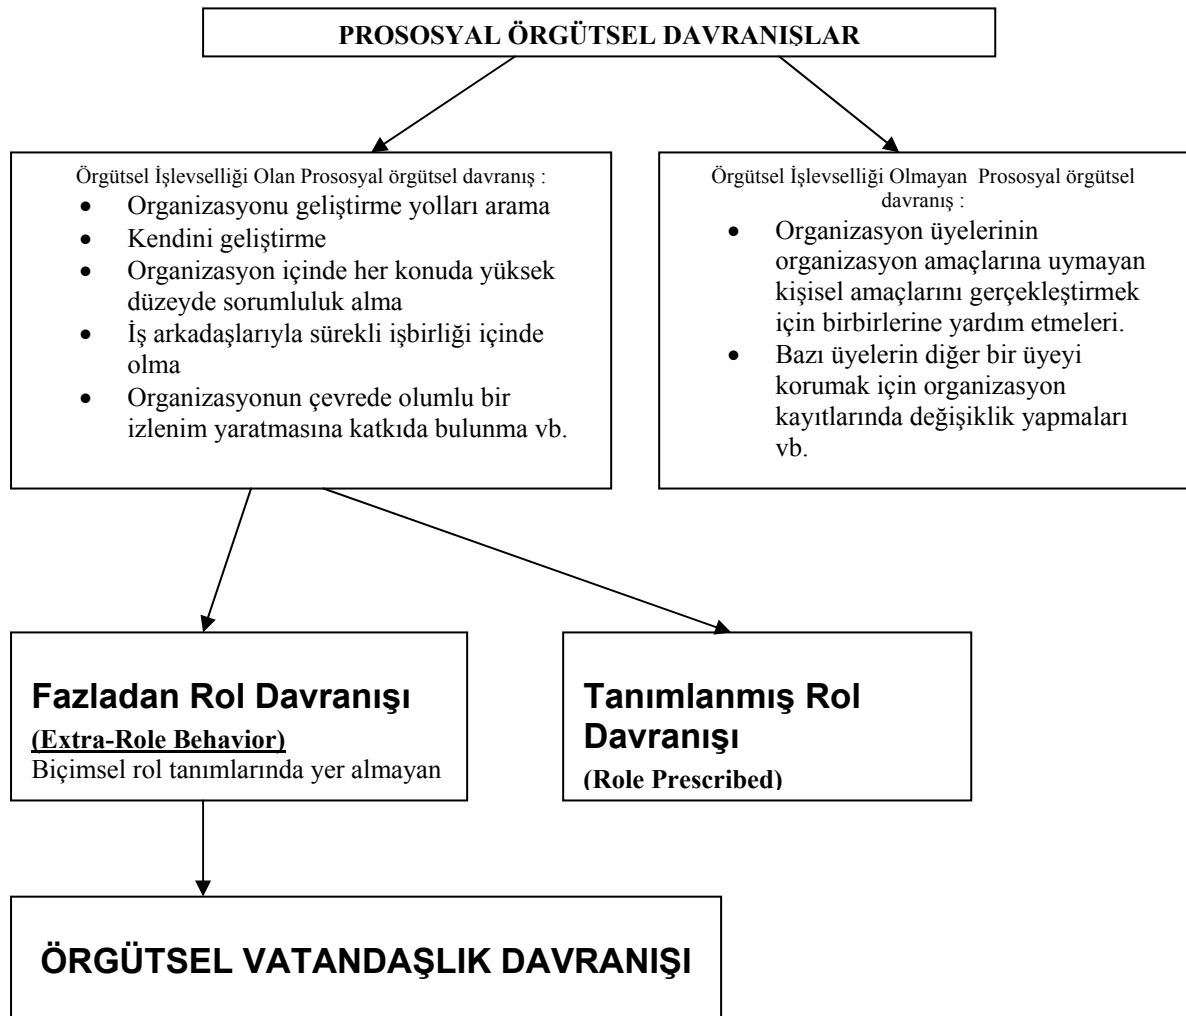 PROSOSYAL ÖRGÜTSEL DAVRANIŞLAR
Örgütsel İşlevselliği Olan Prososyal örgütsel davranış :
• Organizasyonu geliştirme yolları arama
• Kendini geliştirme
• Organizasyon içinde her konuda yüksek
düzeyde sorumluluk alma
• İş arkadaşlarıyla sürekli işbirliği içinde
olma
• Organizasyonun çevrede olumlu bir
izlenim yaratmasına katkıda bulunma vb.
Örgütsel İşlevselliği Olmayan Prososyal örgütsel
davranış :
• Organizasyon üyelerinin
organizasyon amaçlarına uymayan
kişisel amaçlarını gerçekleştirmek
için birbirlerine yardım etmeleri.
• Bazı üyelerin diğer bir üyeyi
korumak için organizasyon
kayıtlarında değişiklik yapmaları
vb.
Fazladan Rol Davranışı
(Extra-Role Behavior)
Biçimsel rol tanımlarında yer almayan
Tanımlanmış Rol
Davranışı
(Role Prescribed)
ÖRGÜTSEL VATANDAŞLIK DAVRANIŞI